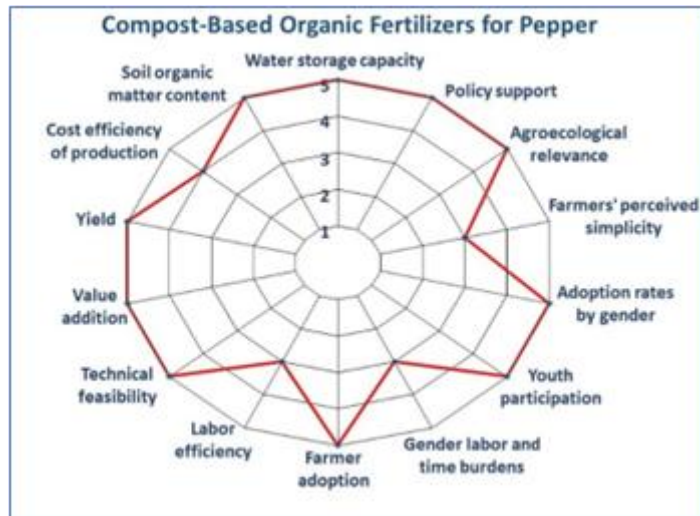 Compost-Based Organic Fertilizers for Pepper
Water storage capacity
Policy support
Agroecological
relevance
Farmers' perceived
simplicity
Adoption rates
by gender
Youth
participation
Gender labor and
time burdens
Farmer
adoption
Labor
efficiency
Technical
feasibility
Value
addition
Yield
Cost efficiency
of production
Soil organic
matter content
5
4
3
2
1